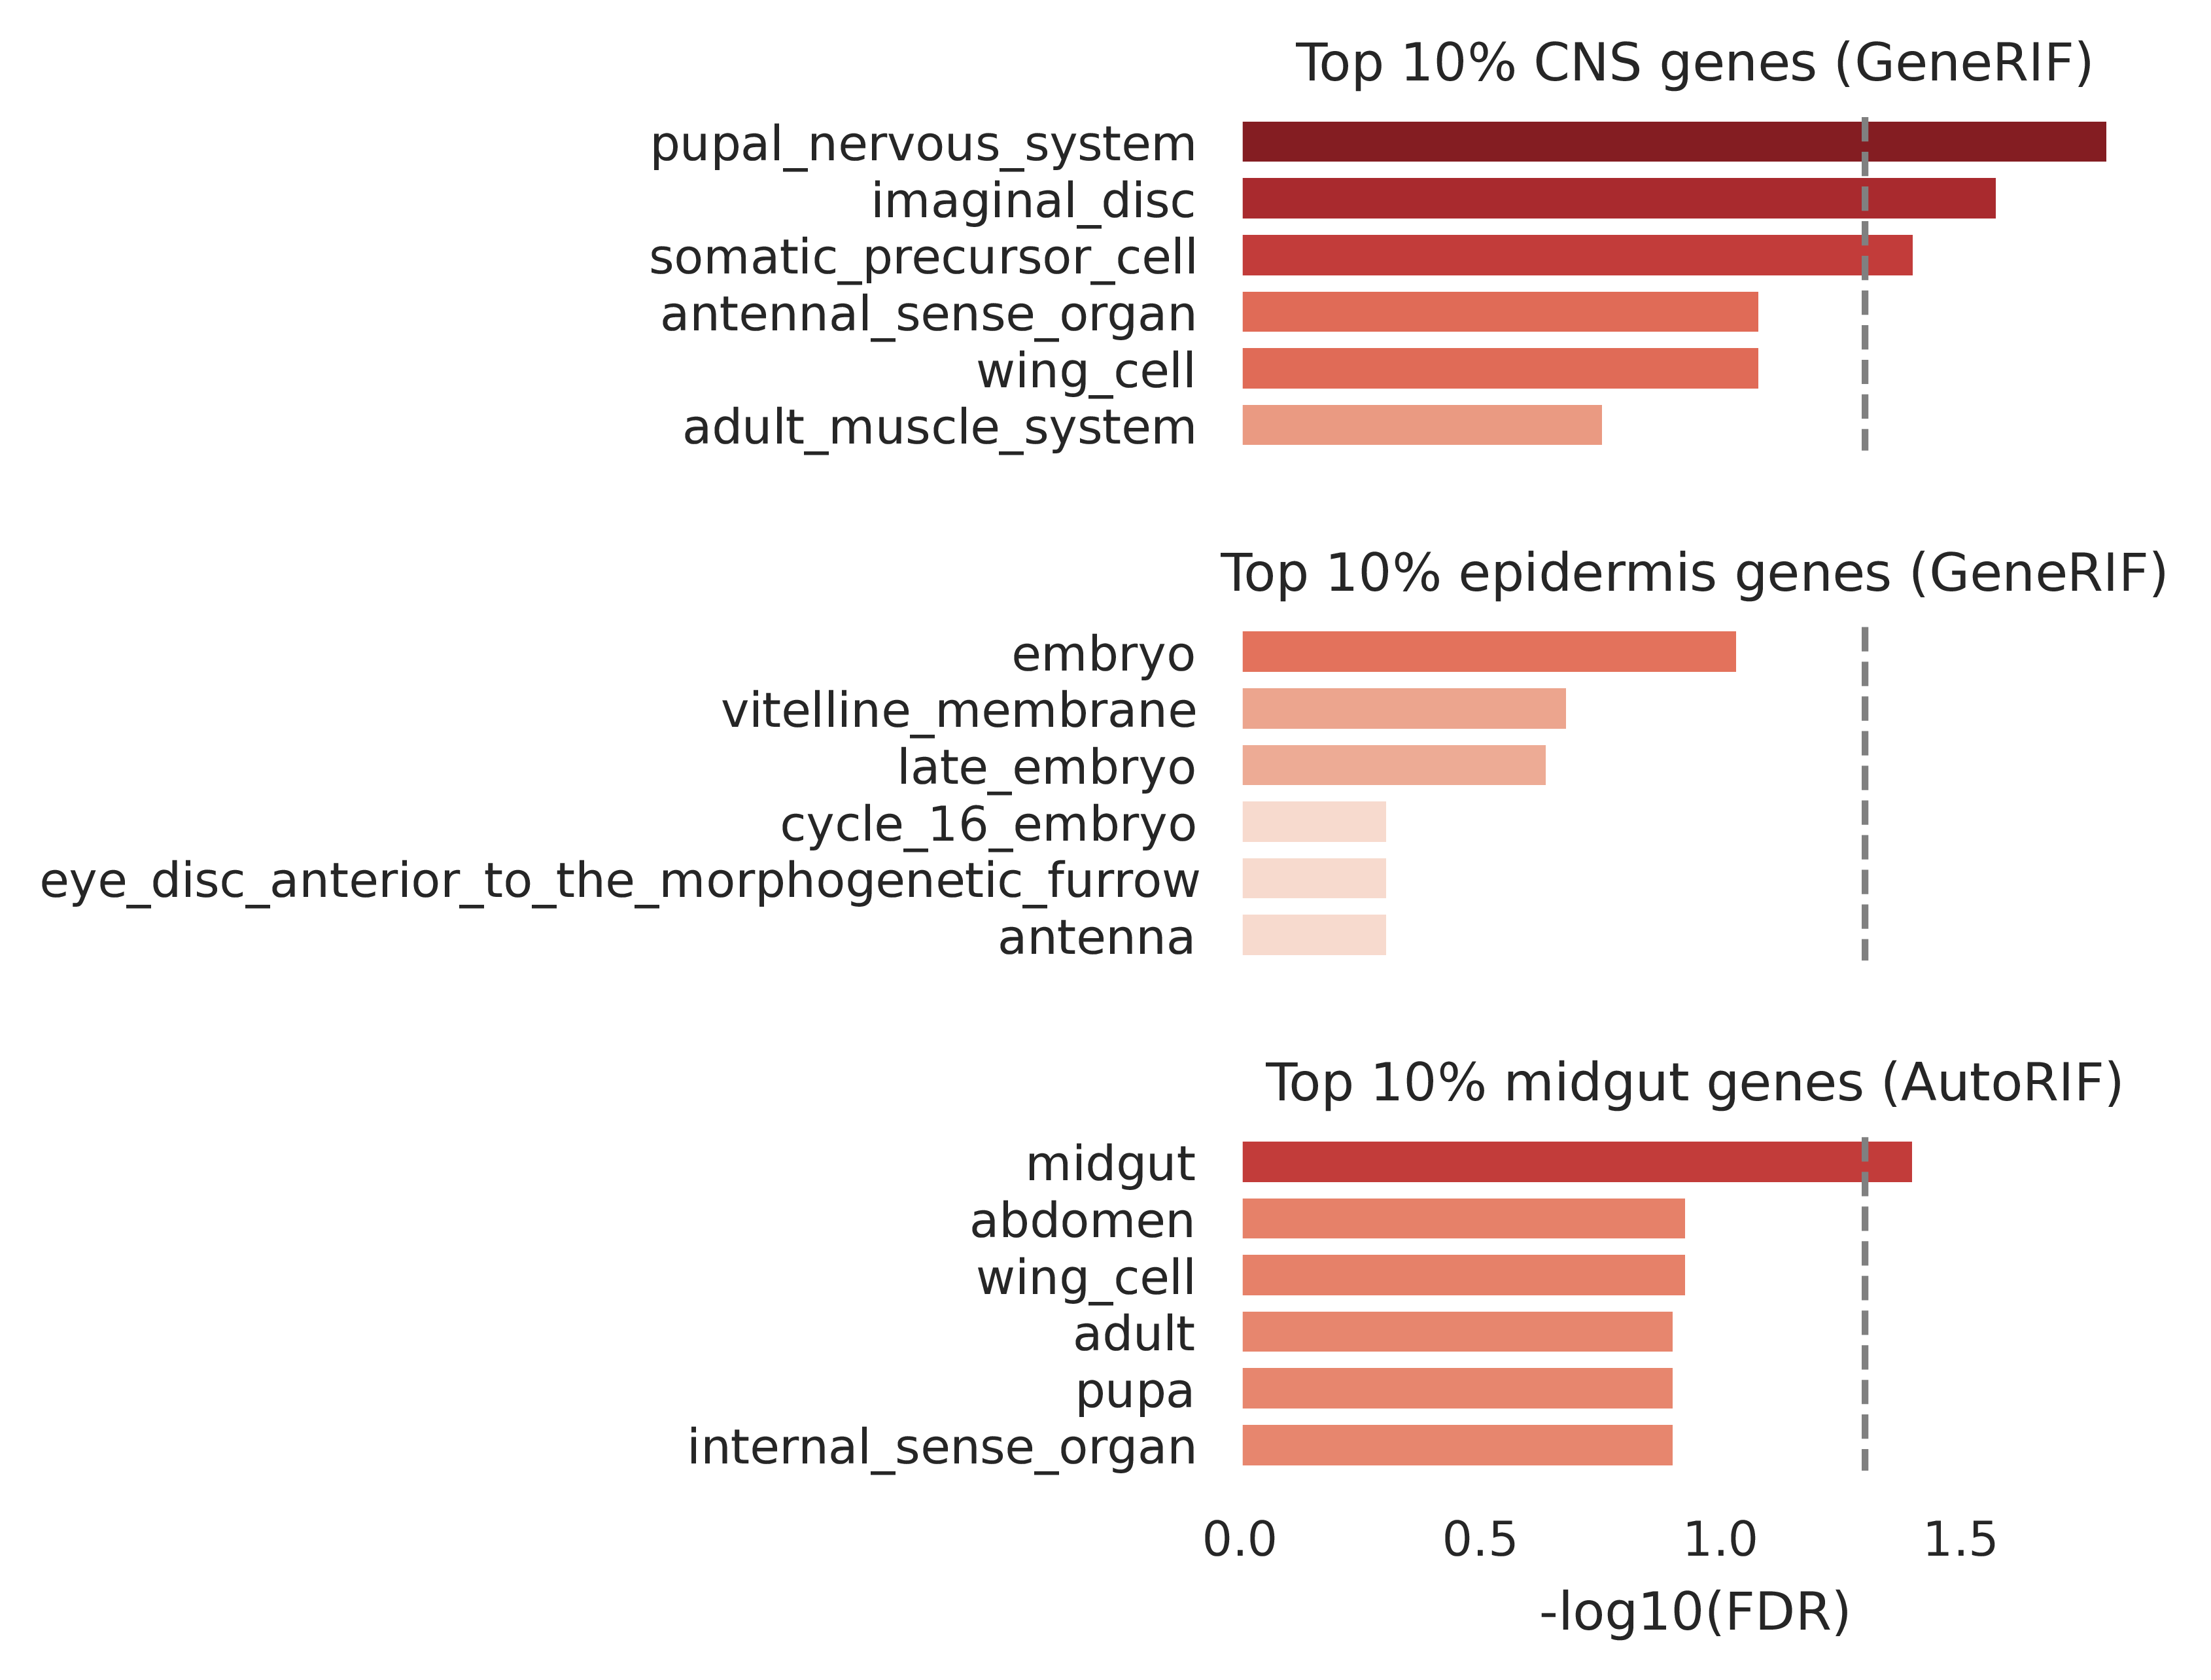 Top 10% CNS genes (GeneRIF)
pupal_nervous_system
imaginal_disc
somatic_precursor_cell
antennal_sense_organ
wing_cell
adult_muscle_system
Top 10% epidermis genes (GeneRIF)
embryo
vitelline_membrane
late_embryo
cycle_16_embryo
eye_disc_anterior_to_the_morphogenetic_furrow
antenna
Top 10% midgut genes (AutoRIF)
midgut
abdomen
wing_cell
adult
pupa
internal_sense_organ
0.0 0.5 1.0 1.5
-log10(FDR)